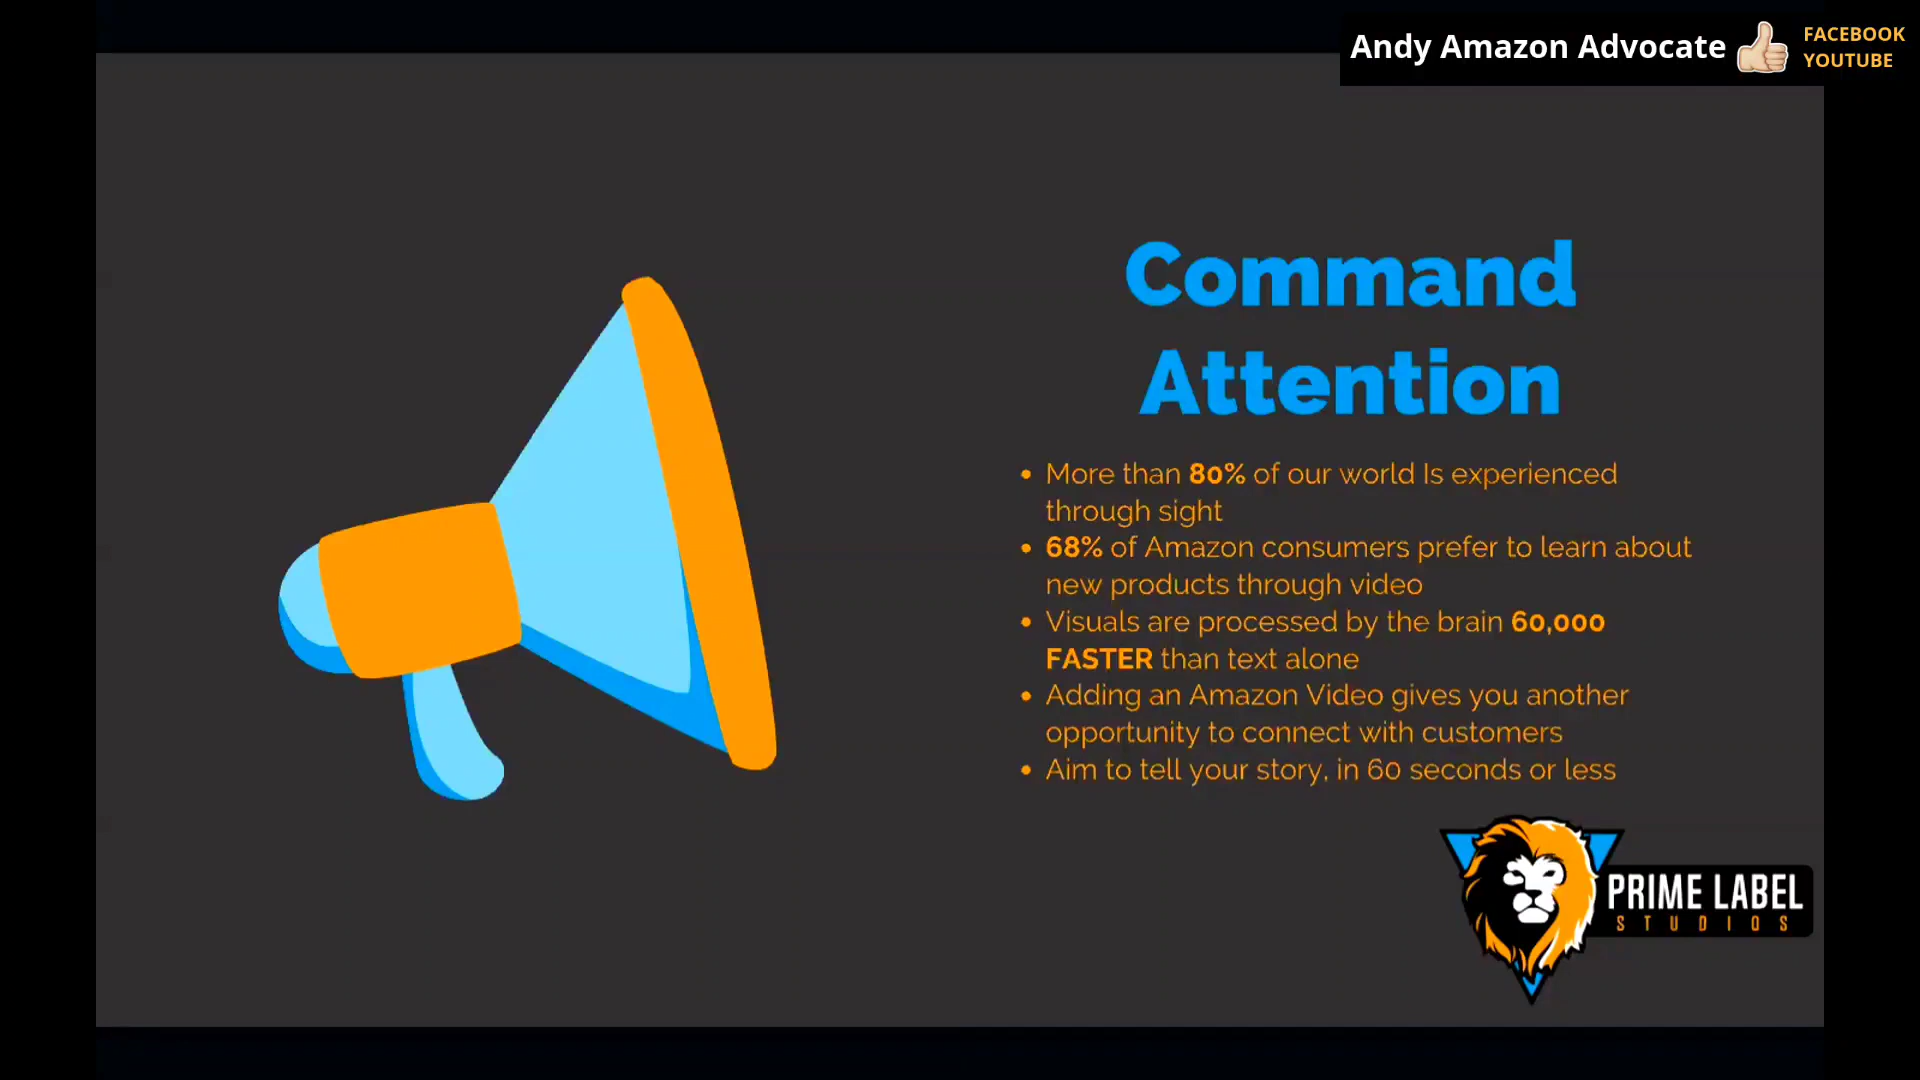 Andy Amazon Advocate
FACEBOOK
YOUTUBE
Command
Attention
• More than 80% of our world Is experienced
through sight
• 68% of Amazon consumers prefer to learn about
new products through video
• Visuals are processed by the brain 60,000
FASTER than text alone
• Adding an Amazon Video gives you another
opportunity to connect with customers
• Aim to tell your story, in 60 seconds or less
PRIME LABEL
STUDIOS